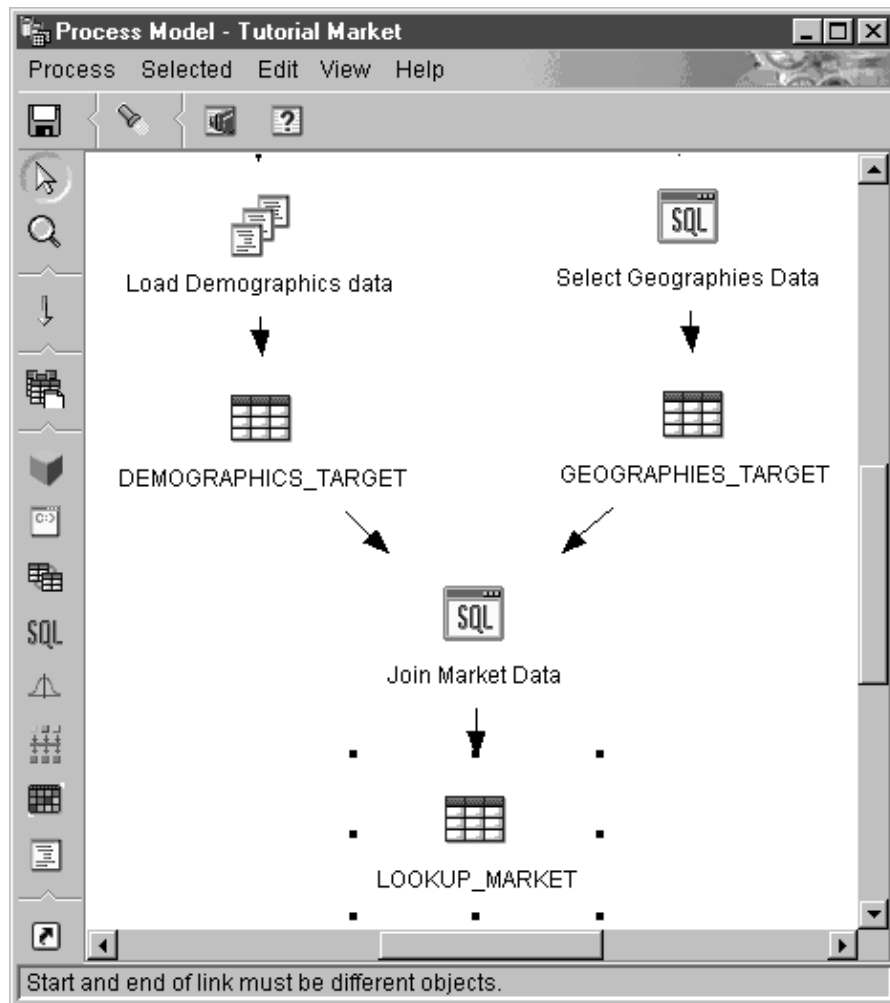 Process Model - Tutorial Market
Process Selected Edit View Help
Load Demographics data
Select Geographies Data
DEMOGRAPHICS_TARGET
GEOGRAPHIES_TARGET
SQL
SQL
SQL
Join Market Data
LOOKUP_MARKET
Start and end of link must be different objects.